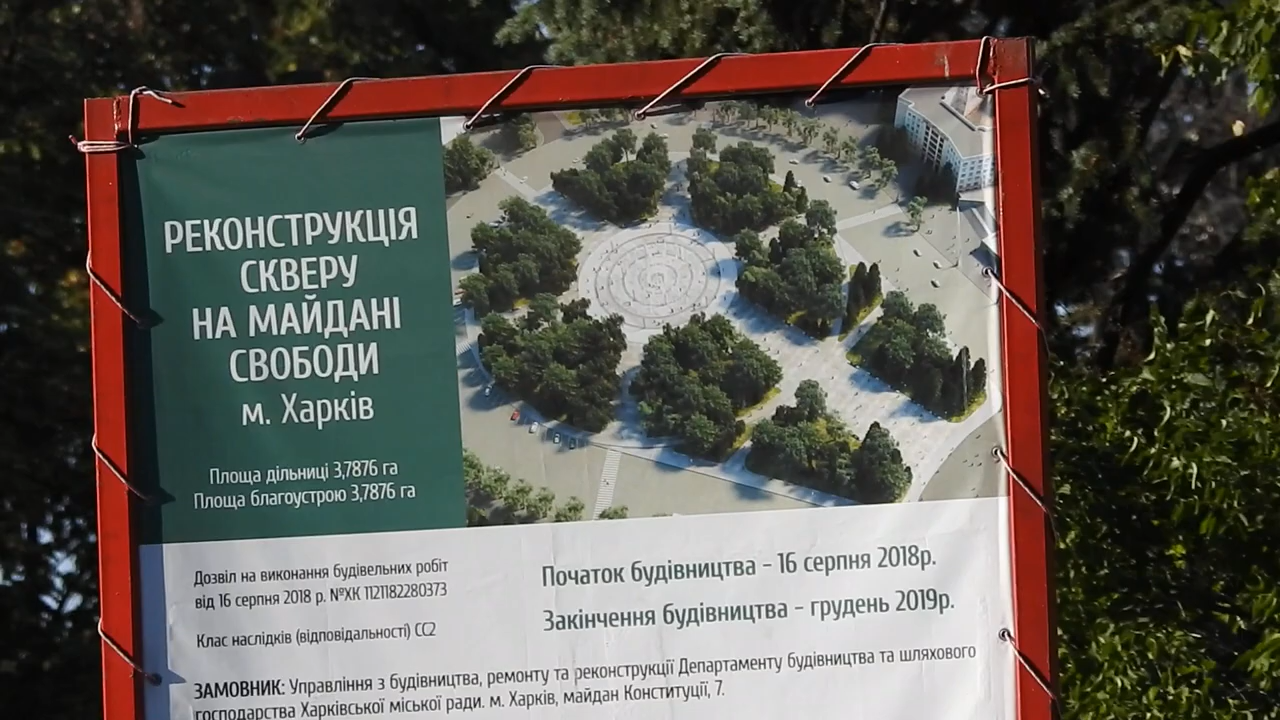 РЕКОНСТРУКЦІЯ
СКВЕРУ
НА МАЙДАНІ
СВОБОДИ
м. Харків
Площа дільниці 3,7876 га
Площа благоустрою 3,7876 га
Дозвіл на виконання будівельних робіт
від 16 серпня 2018 р. №ХК 1121182280373
Клас наслідків (відповідальності) СС2
Початок будівництва – 16 серпня 2018р.
Закінчення будівництва – грудень 2019р.
ЗАМОВНИК: Управління з будівництва, ремонту та реконструкції Департаменту будівництва та шляхового
господарства Харківської міської ради. м. Харків, майдан Конституції, 7.